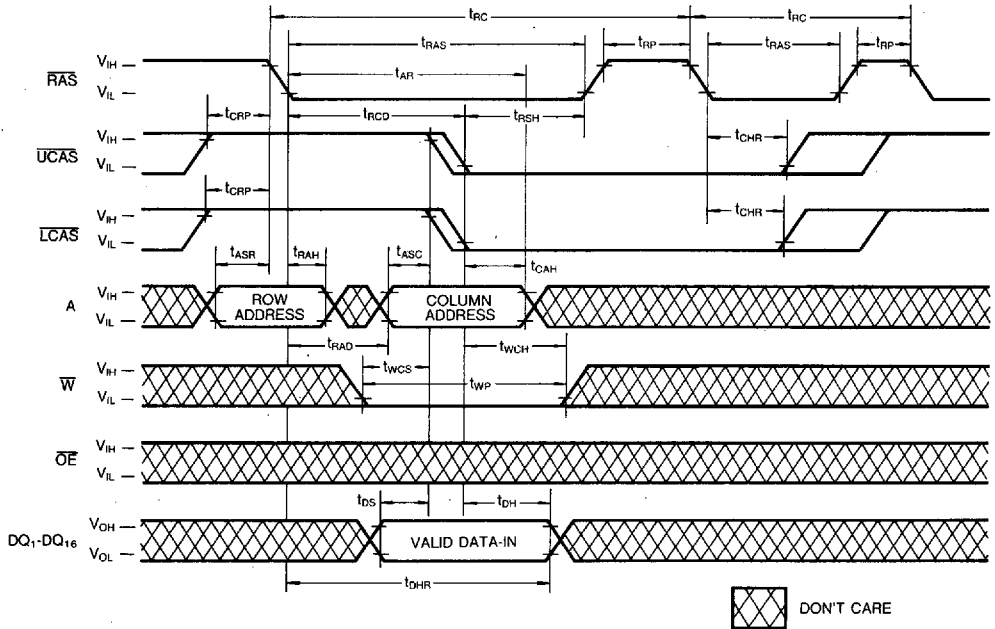 tRC tRC
tRAS tRP tRAS tRP
RAS VIH
VIL
tAR
tCRP tRCD tRSH tCHR
UCAS VIH
VIL
tCRP tCHR
LCAS VIH
VIL
tASR tRAH tASC tCAH
A VIH
VIL
ROW
ADDRESS
COLUMN
ADDRESS
tRAD tWCS tWCH
tWP
W VIH
VIL
OE VIH
VIL
tDS tDH
DQ1-DQ16 VOH
VOL
VALID DATA-IN
tDHR
DON'T CARE